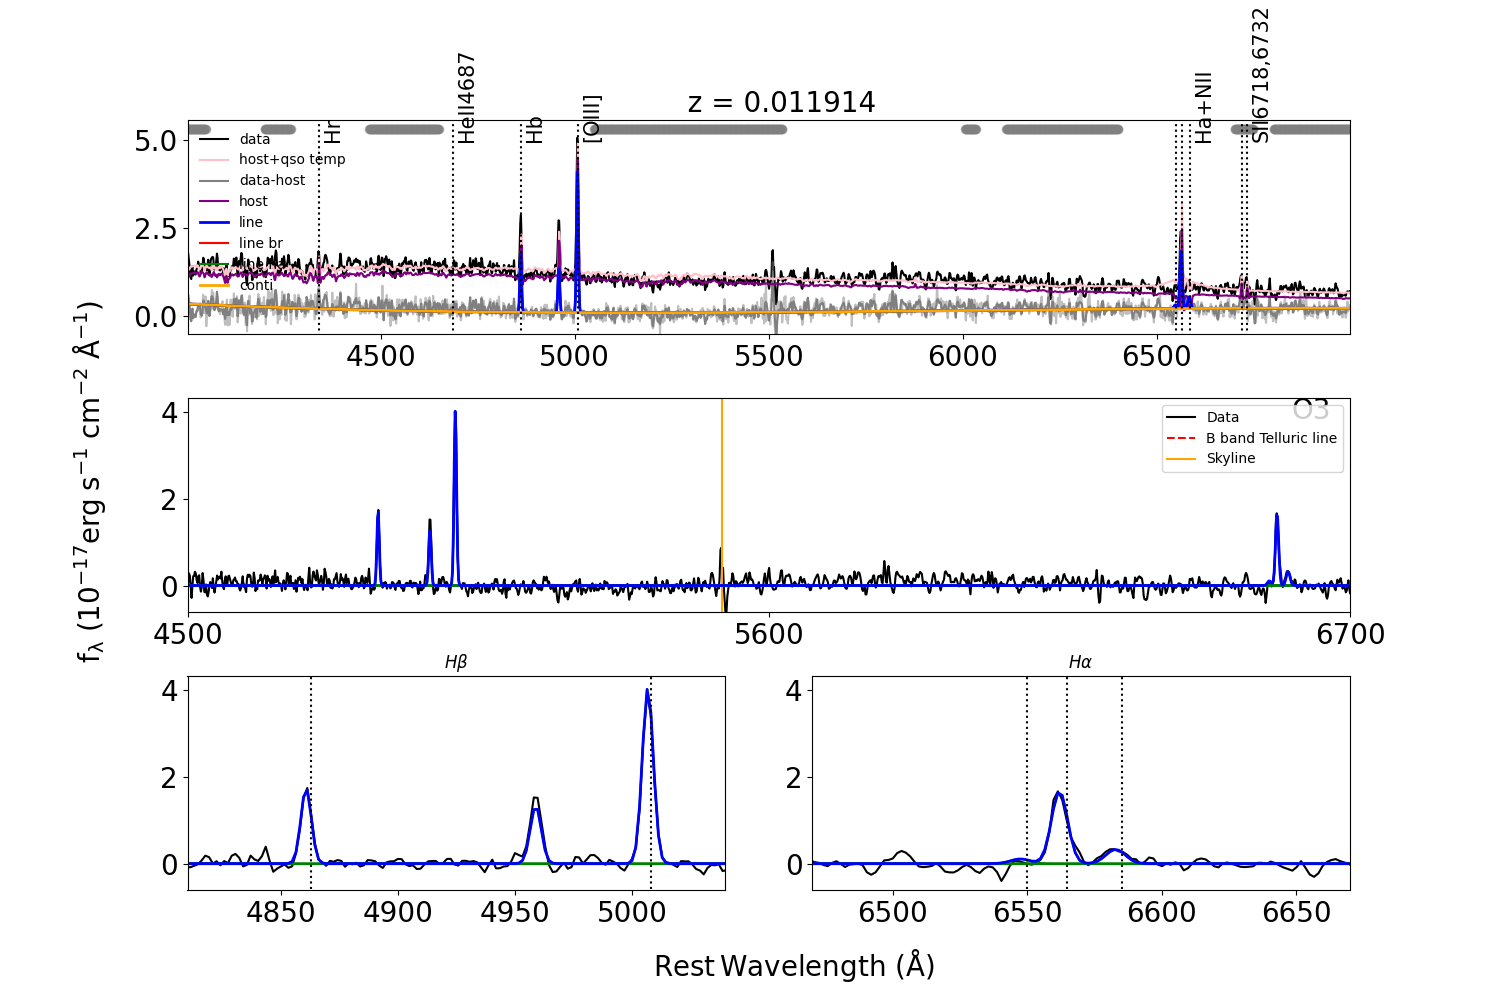 z = 0.011914
Hr
HeII4687
Hb
[OIII]
Ha+NII
SII6718,6732
data
host+qso temp
data-host
host
line
line br
conti
5.0
2.5
0.0
4500 5000 5500 6000 6500
O3
Data
B band Telluric line
Skyline
4
2
0
4500 5600 6700
fλ (10⁻¹⁷erg s⁻¹ cm⁻² Å⁻¹)
Hβ
4
2
0
4850 4900 4950 5000
Hα
4
2
0
6500 6550 6600 6650
Rest Wavelength (Å)